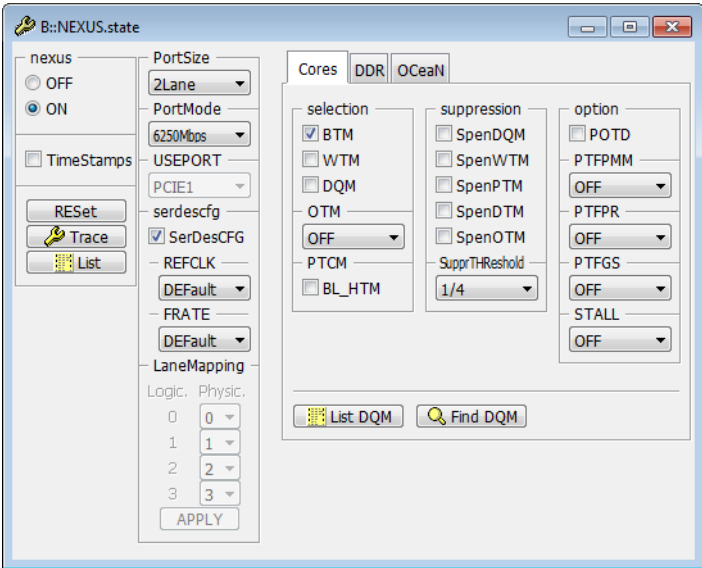 B::NEXUS.state
nexus
OFF
ON
TimeStamps
RESet
Trace
List
PortSize
2Lane
PortMode
6250Mbps
USEPORT
PCIE1
serdescfg
SerDesCFG
REFCLK
DEFault
FRATE
DEFault
LaneMapping
Logic. Physic.
0 0
1 1
2 2
3 3
APPLY
Cores DDR OCeaN
selection
BTM
WTM
DQM
OTM
OFF
PTCM
BL_HTM
suppression
SpenDQM
SpenWTM
SpenPTM
SpenDTM
SpenOTM
SupprTHReshold
1/4
option
POTD
PTFPMM
OFF
PTFPR
OFF
PTFGS
OFF
STALL
OFF
List DQM
Find DQM